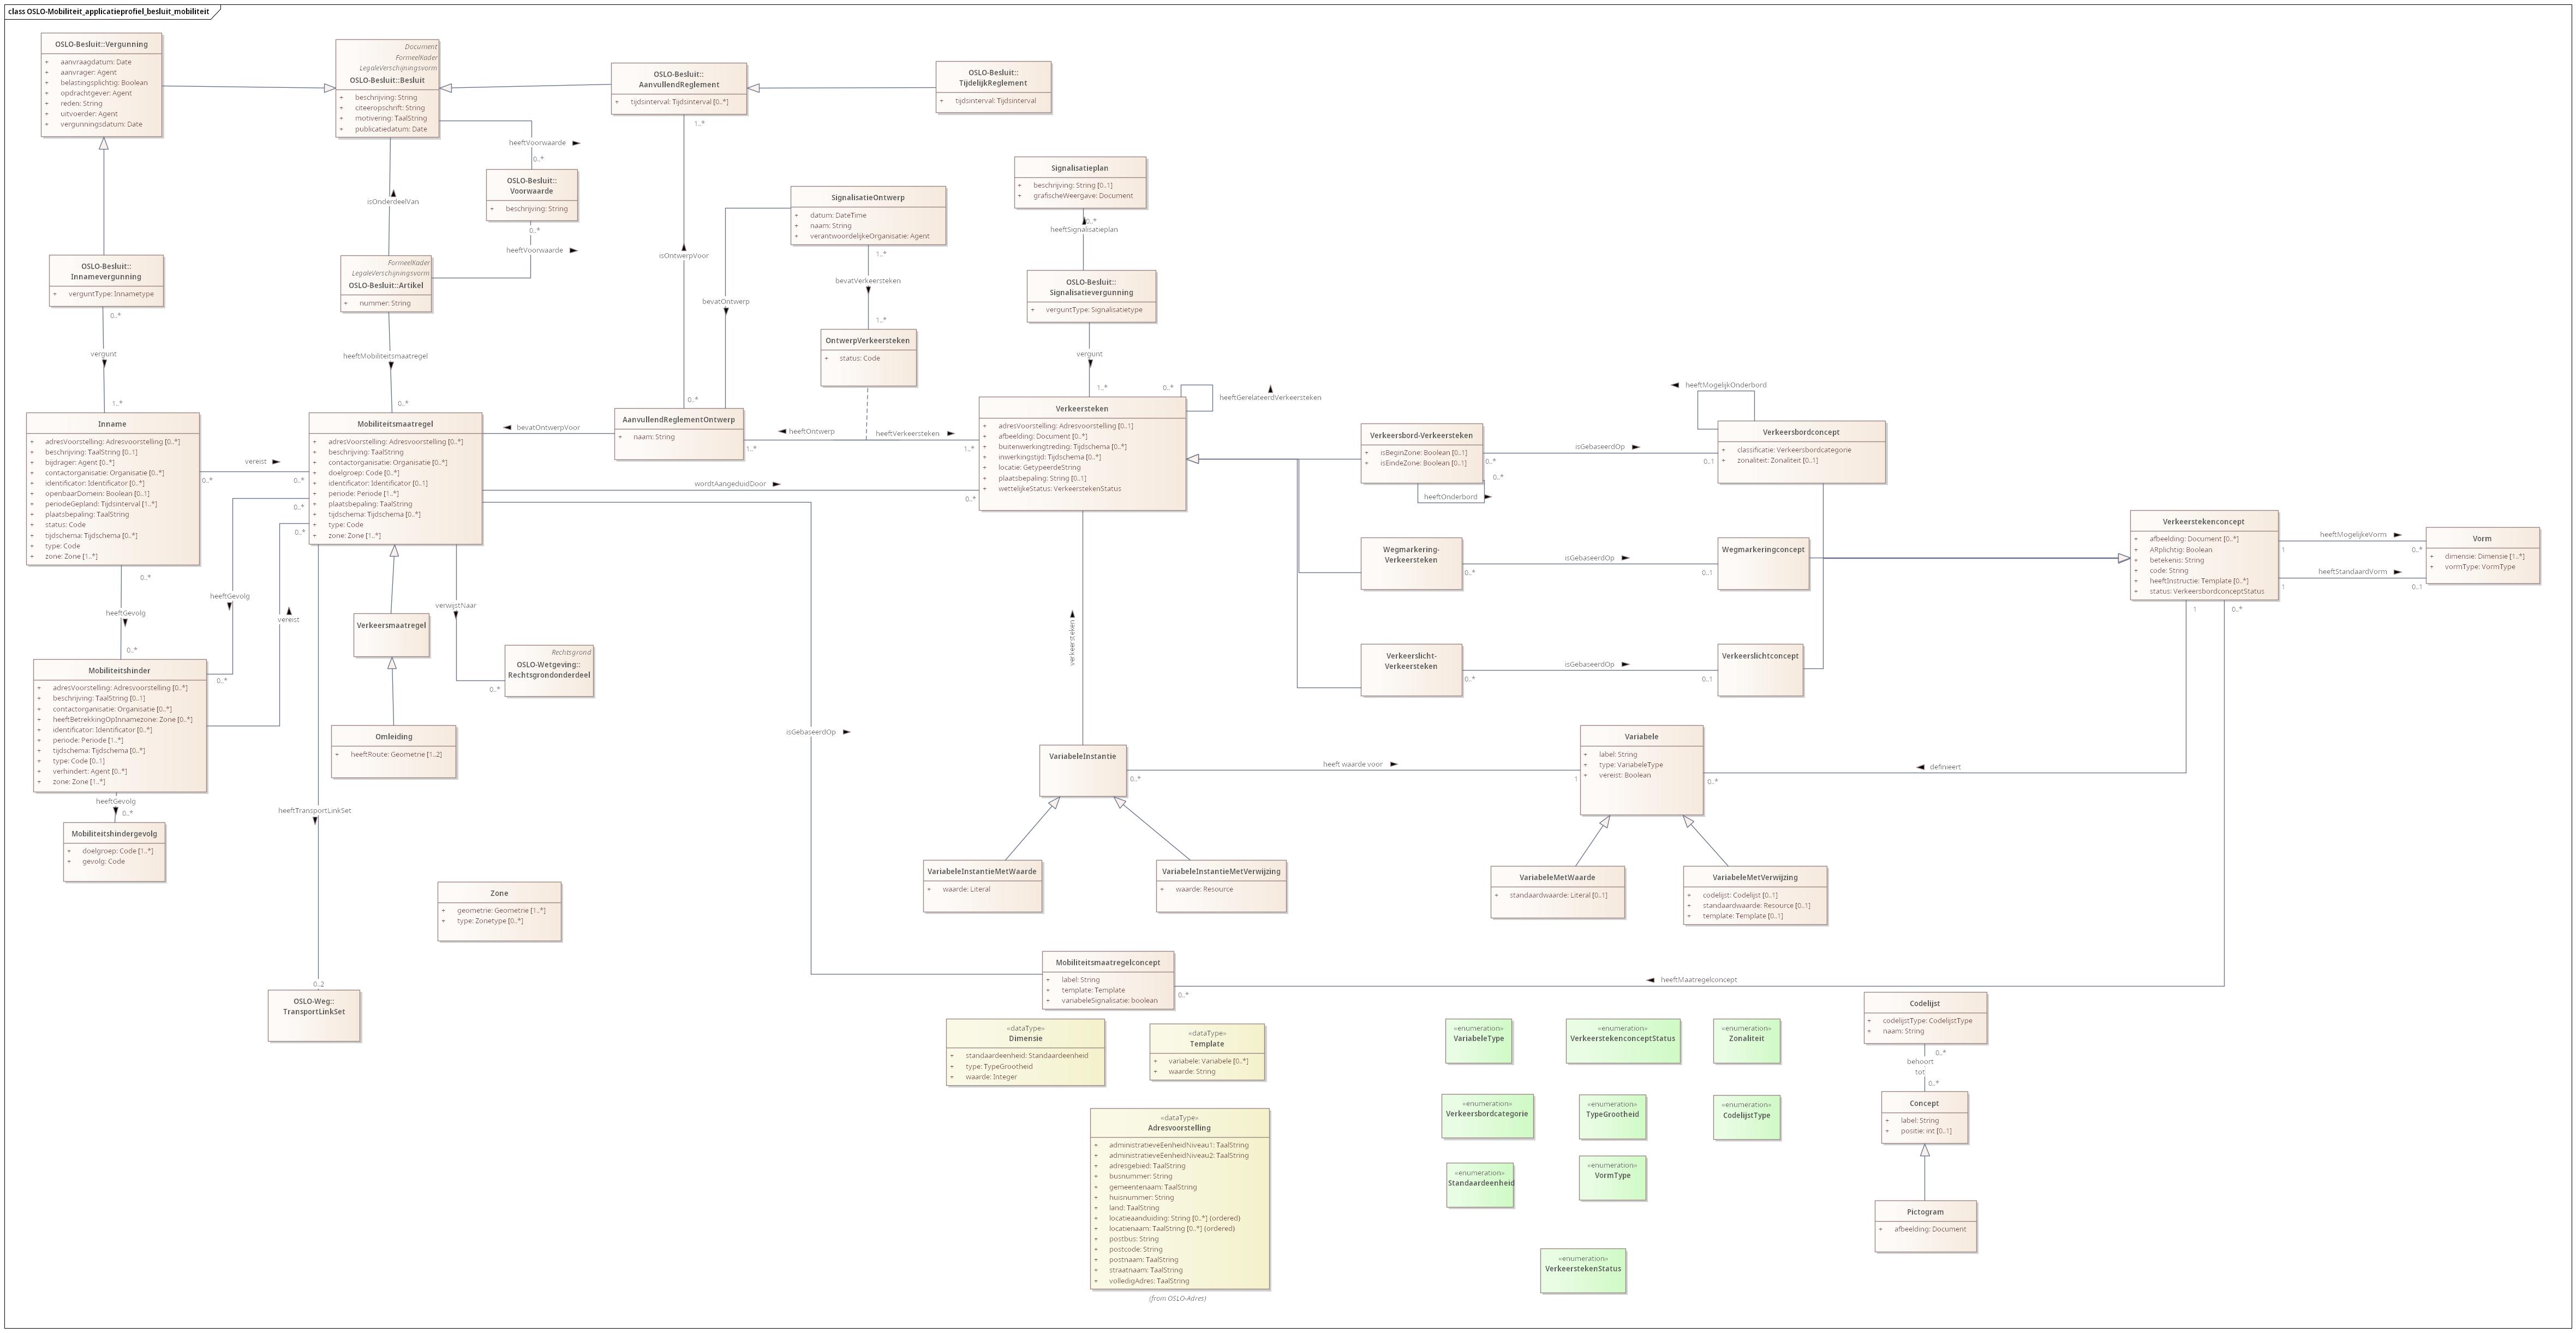 class OSLO-Mobiliteit_applicatieprofiel_besluit_mobiliteit
OSLO-Besluit::Vergunning
+ aanvraagdatum: Date
+ aanvrager: Agent
+ belastingsplichtig: Boolean
+ opdrachtgever: Agent
+ reden: String
+ uitvoerder: Agent
+ vergunningsdatum: Date
Document
FormeelKader
LegaleVerschijningsvorm
OSLO-Besluit::Besluit
+ beschrijving: String
+ citeeropschrift: String
+ motivering: TaalString
+ publicatiedatum: Date
OSLO-Besluit::
AanvullendReglement
+ tijdsinterval: Tijdsinterval [0..*]
1..*
OSLO-Besluit::
TijdelijkReglement
+ tijdsinterval: Tijdsinterval
heeftVoorwaarde
0..*
OSLO-Besluit::
Voorwaarde
+ beschrijving: String
0..*
heeftVoorwaarde
isOnderdeelVan
SignalisatieOntwerp
+ datum: DateTime
+ naam: String
+ verantwoordelijkeOrganisatie: Agent
1..*
bevatVerkeersteken
1..*
Signalisatieplan
+ beschrijving: String [0..1]
+ grafischeWeergave: Document
0..*
heeftSignalisatieplan
OSLO-Besluit::
Innamevergunning
+ verguntType: Innametype
0..*
vergunt
1..*
FormeelKader
LegaleVerschijningsvorm
OSLO-Besluit::Artikel
+ nummer: String
heeftMobiliteitsmaatregel
0..*
isOntwerpVoor
0..*
bevatOntwerp
OntwerpVerkeersteken
+ status: Code
OSLO-Besluit::
Signalisatievergunning
+ verguntType: Signalisatietype
vergunt
1..*
0..*
heeftGerelateerdVerkeersteken
Inname
+ adresVoorstelling: Adresvoorstelling [0..*]
+ beschrijving: TaalString [0..1]
+ bijdrager: Agent [0..*]
+ contactorganisatie: Organisatie [0..*]
+ identificator: Identificator [0..*]
+ openbaarDomein: Boolean [0..1]
+ periodeGepland: Tijdsinterval [1..*]
+ plaatsbepaling: TaalString
+ status: Code
+ tijdschema: Tijdschema [0..*]
+ type: Code
+ zone: Zone [1..*]
vereist
0..*
0..*
Mobiliteitsmaatregel
+ adresVoorstelling: Adresvoorstelling [0..*]
+ beschrijving: TaalString
+ contactorganisatie: Organisatie [0..*]
+ doelgroep: Code [0..*]
+ identificator: Identificator [0..1]
+ periode: Periode [1..*]
+ plaatsbepaling: TaalString
+ tijdschema: Tijdschema [0..*]
+ type: Code
+ zone: Zone [1..*]
0..*
0..*
bevatOntwerpVoor
AanvullendReglementOntwerp
+ naam: String
1..*
heeftOntwerp
heeftVerkeersteken
1..*
wordtAangeduidDoor
0..*
Verkeersteken
+ adresVoorstelling: Adresvoorstelling [0..1]
+ afbeelding: Document [0..*]
+ buitenwerkingtreding: Tijdschema [0..*]
+ inwerkingstijd: Tijdschema [0..*]
+ locatie: GetypeerdeString
+ plaatsbepaling: String [0..1]
+ wettelijkeStatus: VerkeerstekenStatus
Verkeersbord-Verkeersteken
+ isBeginZone: Boolean [0..1]
+ isEindeZone: Boolean [0..1]
0..*
0..*
heeftOnderbord
isGebaseerdOp
0..1
heeftMogelijkOnderbord
Verkeersbordconcept
+ classificatie: Verkeersbordcategorie
+ zonaliteit: Zonaliteit [0..1]
Wegmarkering-
Verkeersteken
0..*
isGebaseerdOp
0..1
Wegmarkeringconcept
Verkeerslicht-
Verkeersteken
0..*
isGebaseerdOp
0..1
Verkeerslichtconcept
Verkeerstekenconcept
+ afbeelding: Document [0..*]
+ ARplichtig: Boolean
+ betekenis: String
+ code: String
+ heeftInstructie: Template [0..*]
+ status: VerkeersbordconceptStatus
1
0..*
heeftMogelijkeVorm
1
0..*
heeftStandaardVorm
1
0..1
Vorm
+ dimensie: Dimensie [1..*]
+ vormType: VormType
0..*
heeftGevolg
0..*
heeftGevolg
0..*
vereist
Verkeersmaatregel
verwijstNaar
0..*
Rechtsgrond
OSLO-Wetgeving::
Rechtsgrondonderdeel
verkeersteken
Mobiliteitshinder
+ adresVoorstelling: Adresvoorstelling [0..*]
+ beschrijving: TaalString [0..1]
+ contactorganisatie: Organisatie [0..*]
+ heeftBetrekkingOpInnamezone: Zone [0..*]
+ identificator: Identificator [0..*]
+ periode: Periode [1..*]
+ tijdschema: Tijdschema [0..*]
+ type: Code [0..1]
+ verhindert: Agent [0..*]
+ zone: Zone [1..*]
heeftGevolg
0..*
Mobiliteitshindergevolg
+ doelgroep: Code [1..*]
+ gevolg: Code
Omleiding
+ heeftRoute: Geometrie [1..2]
heeftTransportLinkSet
0..2
OSLO-Weg::
TransportLinkSet
Zone
+ geometrie: Geometrie [1..*]
+ type: Zonetype [0..*]
isGebaseerdOp
VariabeleInstantie
0..*
heeft waarde voor
1
Variabele
+ label: String
+ type: VariabeleType
+ vereist: Boolean
0..*
definieert
VariabeleInstantieMetWaarde
+ waarde: Literal
VariabeleInstantieMetVerwijzing
+ waarde: Resource
VariabeleMetWaarde
+ standaardwaarde: Literal [0..1]
VariabeleMetVerwijzing
+ codelijst: Codelijst [0..1]
+ standaardwaarde: Resource [0..1]
+ template: Template [0..1]
Mobiliteitsmaatregelconcept
+ label: String
+ template: Template
+ variabeleSignalisatie: boolean
0..*
heeftMaatregelconcept
«dataType»
Dimensie
+ standaardeenheid: Standaardeenheid
+ type: TypeGrootheid
+ waarde: Integer
«dataType»
Template
+ variabele: Variabele [0..*]
+ waarde: String
«dataType»
Adresvoorstelling
+ administratieveEenheidNiveau1: TaalString
+ administratieveEenheidNiveau2: TaalString
+ adresgebied: TaalString
+ busnummer: String
+ gemeentenaam: TaalString
+ huisnummer: String
+ land: TaalString
+ locatieaanduiding: String [0..*] {ordered}
+ locatienaam: TaalString [0..*] {ordered}
+ postbus: String
+ postcode: String
+ postnaam: TaalString
+ straatnaam: TaalString
+ volledigAdres: TaalString
(from OSLO-Adres)
«enumeration»
VariabeleType
«enumeration»
VerkeerstekenconceptStatus
«enumeration»
Zonaliteit
«enumeration»
Verkeersbordcategorie
«enumeration»
TypeGrootheid
«enumeration»
CodelijstType
«enumeration»
Standaardeenheid
«enumeration»
VormType
«enumeration»
VerkeerstekenStatus
Codelijst
+ codelijstType: CodelijstType
+ naam: String
0..*
behoort
tot
0..*
Concept
+ label: String
+ positie: int [0..1]
Pictogram
+ afbeelding: Document